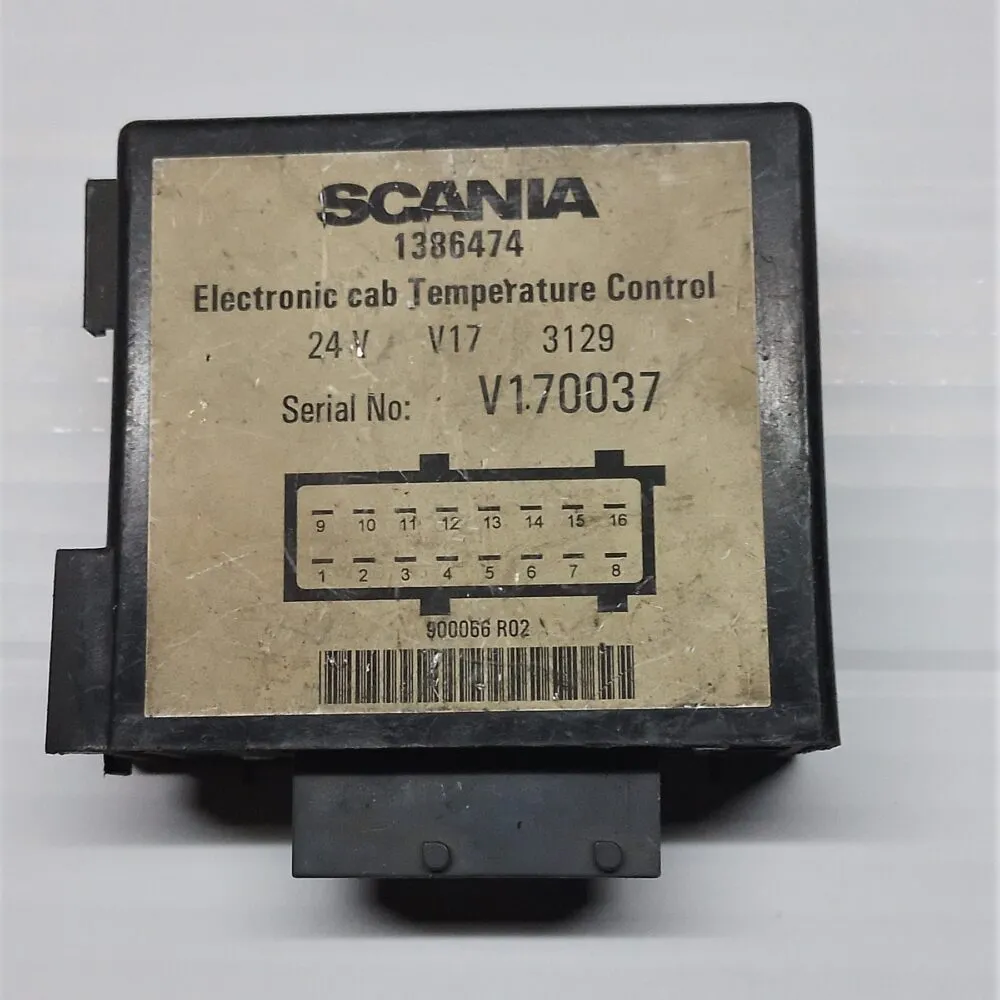 SCANIA
1386474
Electronic cab Temperature Control
24 V V17 3129
Serial No: V170037
9 10 11 12 13 14 15 16
1 2 3 4 5 6 7 8
900056 R02